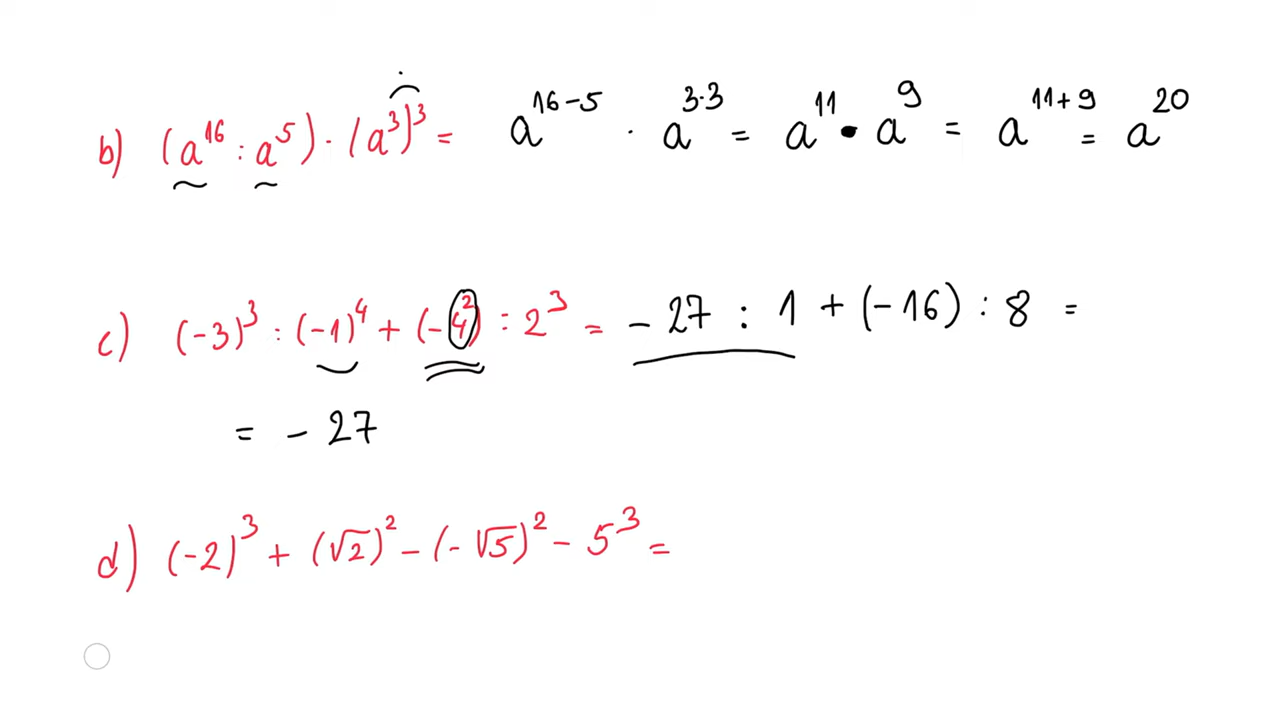 b) (a¹⁶ : a⁵) · (a³)³ = a¹⁶⁻⁵ · a³·³ = a¹¹ · a⁹ = a¹¹⁺⁹ = a²⁰
c) (-3)³ : (-1)⁴ + (-4²) : 2³ = -27 : 1 + (-16) : 8 =
= -27
d) (-2)³ + (√2)² - (-√5)² - 5³ =